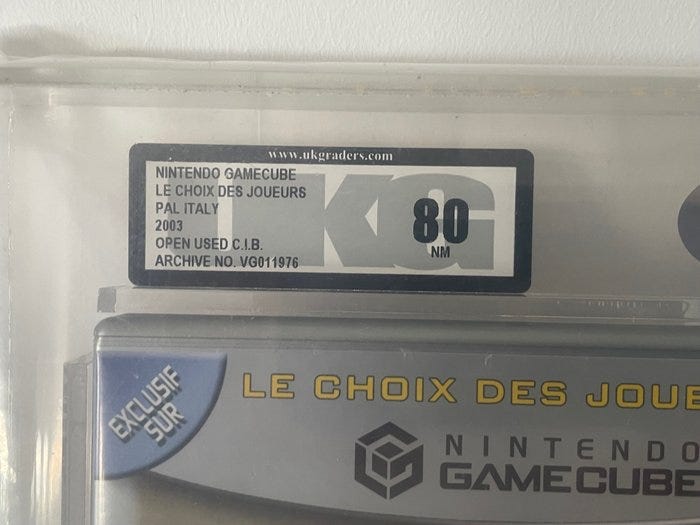 www.ukgraders.com
NINTENDO GAMECUBE
LE CHOIX DES JOUEURS
PAL ITALY
2003
OPEN USED C.I.B.
ARCHIVE NO. VG011976
UKG
80
NM
EXCLUSIF
SUR
LE CHOIX DES JOUE
NINTENDO
GAMECUBE